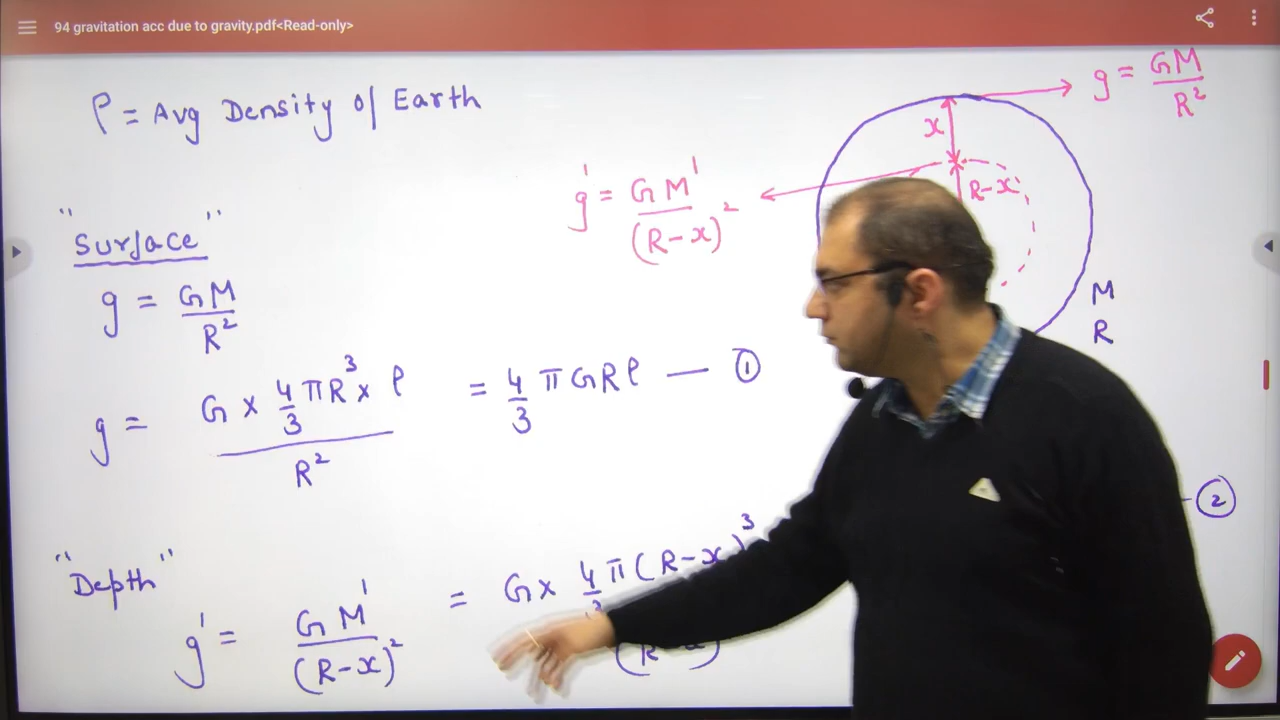 94 gravitation acc due to gravity.pdf<Read-only>
ρ = Avg Density of Earth
g = GM/R²
x
R-x
g' = GM'/(R-x)²
M
R
"Surface"
g = GM/R²
g = G × 4/3 πR³ × ρ / R² = 4/3 πGRρ — ①
②
"Depth"
g' = GM'/(R-x)² = G × 4/3 π(R-x)³